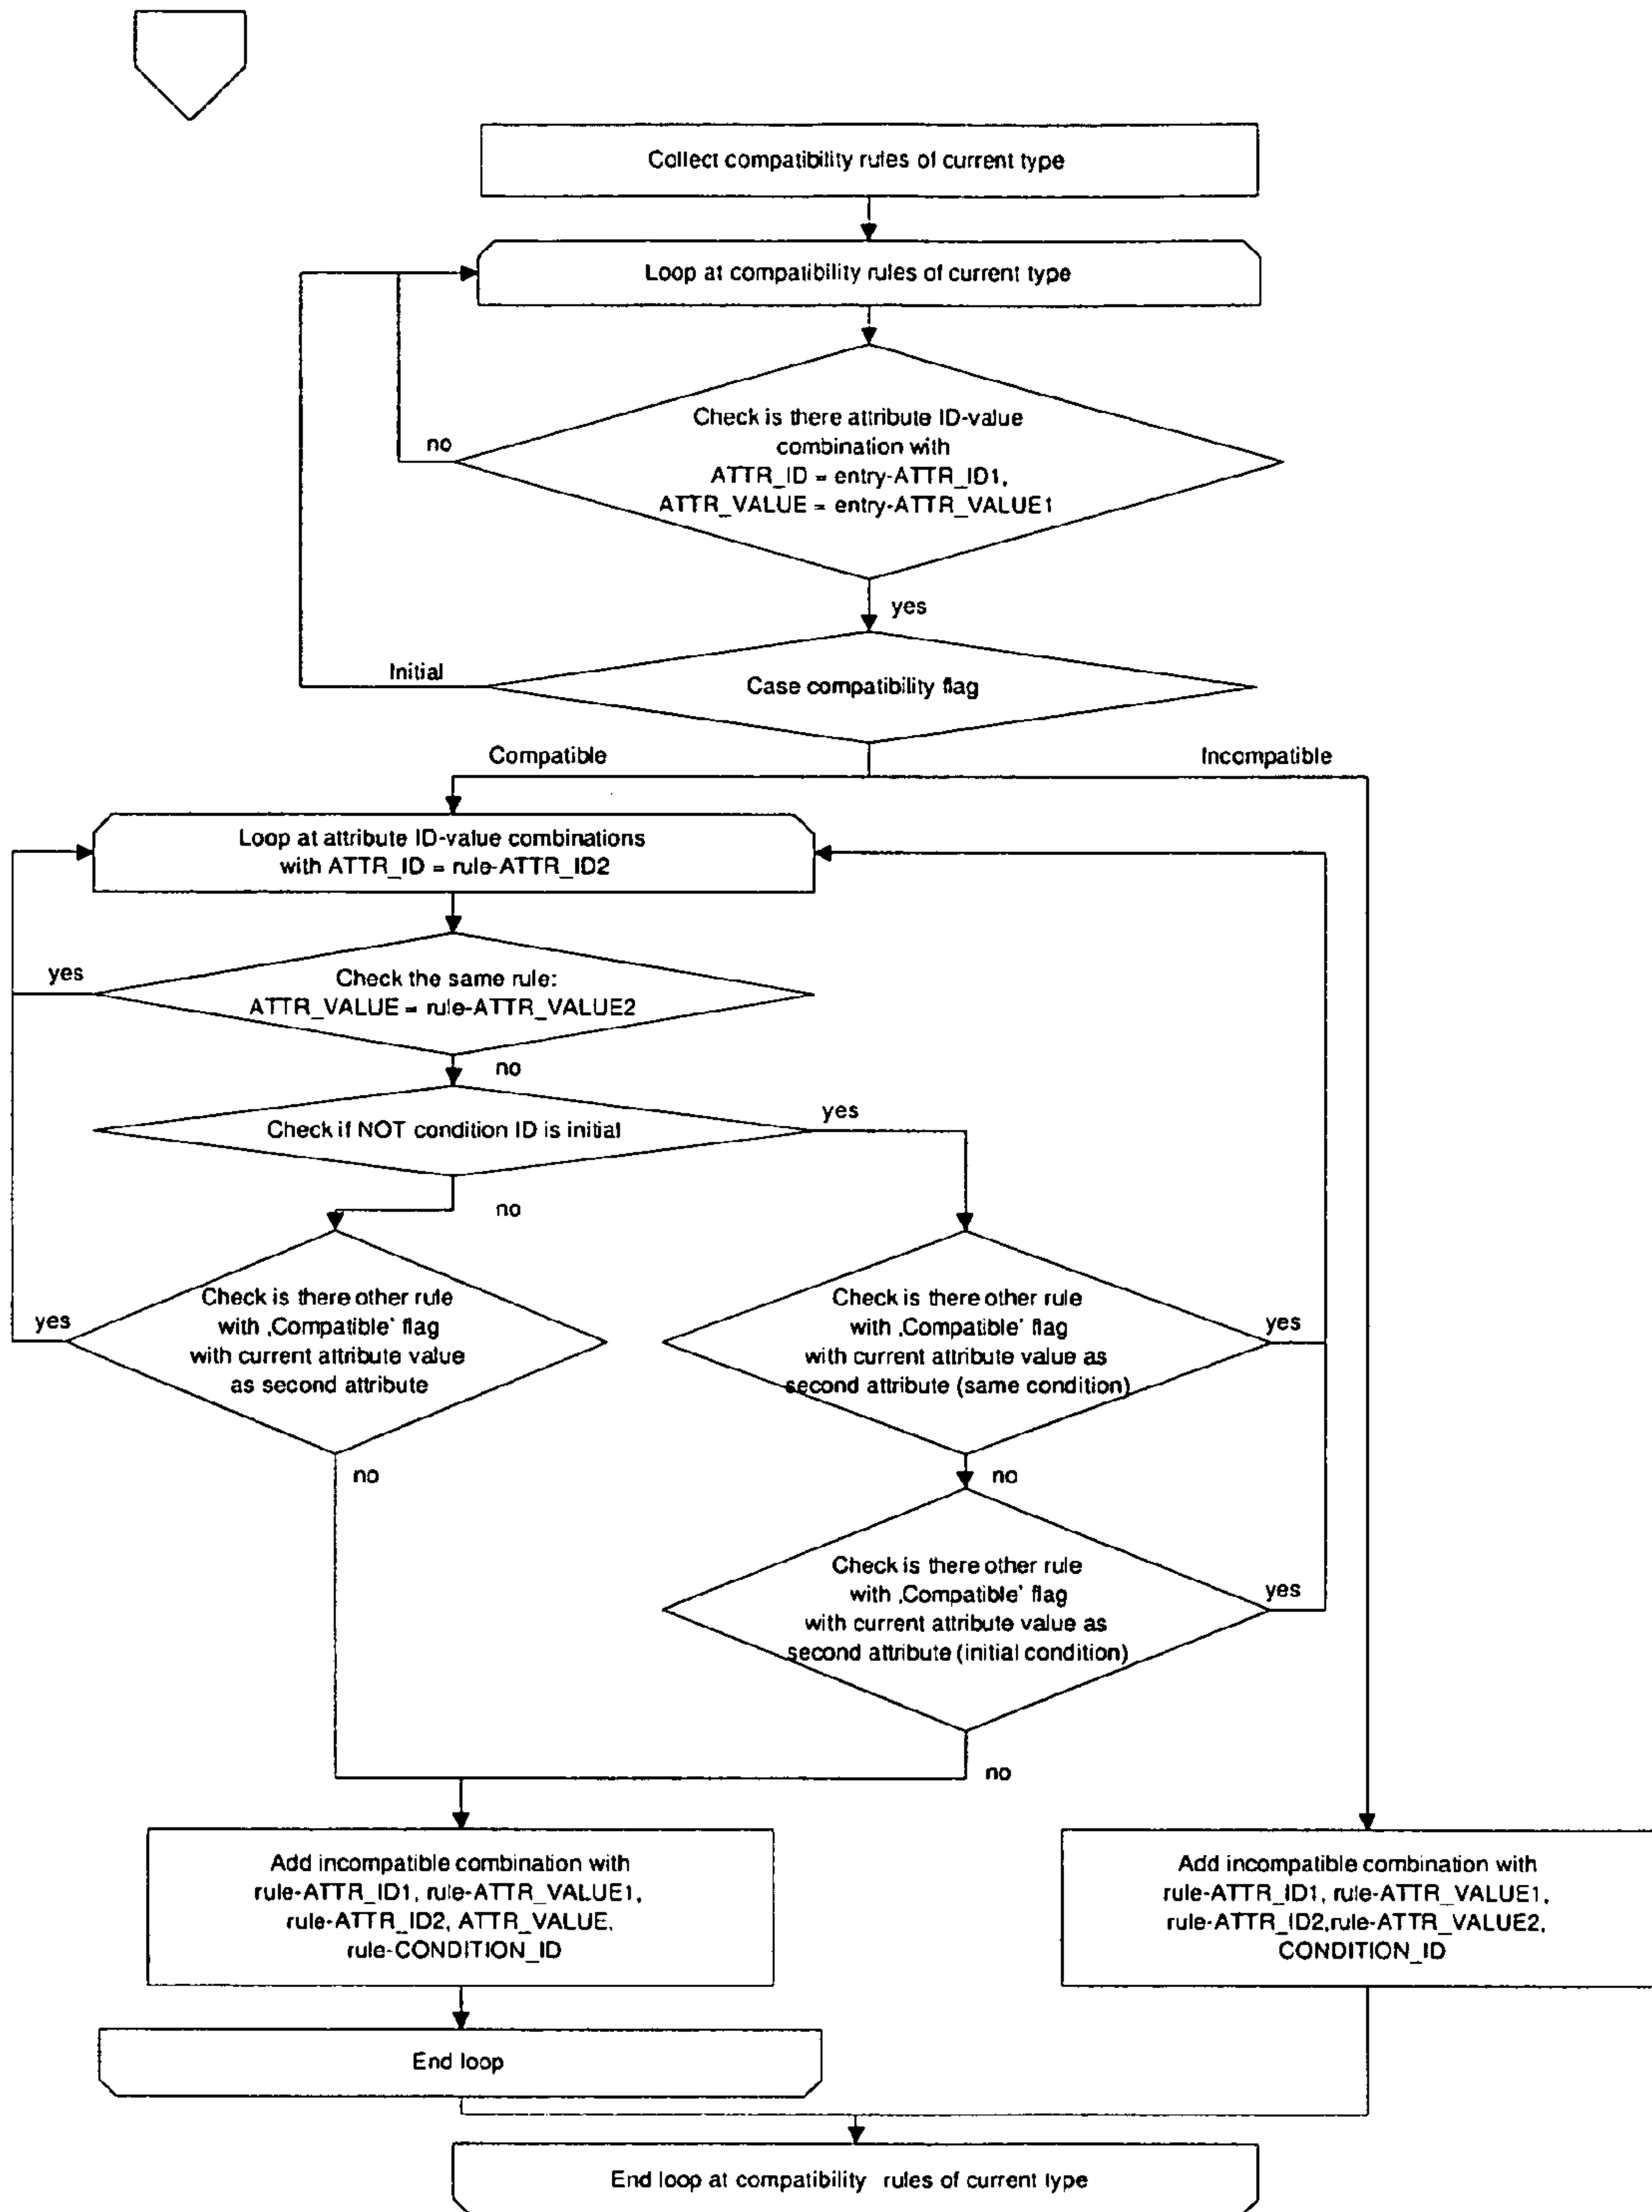 Collect compatibility rules of current type
Loop at compatibility rules of current type
Check is there attribute ID-value
combination with
ATTR_ID = entry-ATTR_ID1,
ATTR_VALUE = entry-ATTR_VALUE1
no
yes
Initial
Case compatibility flag
Compatible
Incompatible
Loop at attribute ID-value combinations
with ATTR_ID = rule-ATTR_ID2
yes
Check the same rule:
ATTR_VALUE = rule-ATTR_VALUE2
no
yes
Check if NOT condition ID is initial
no
Check is there other rule
with ‚Compatible‘ flag
with current attribute value
as second attribute
yes
no
Check is there other rule
with ‚Compatible‘ flag
with current attribute value as
second attribute (same condition)
yes
no
Check is there other rule
with ‚Compatible‘ flag
with current attribute value as
second attribute (initial condition)
yes
no
Add incompatible combination with
rule-ATTR_ID1, rule-ATTR_VALUE1,
rule-ATTR_ID2, ATTR_VALUE,
rule-CONDITION_ID
Add incompatible combination with
rule-ATTR_ID1, rule-ATTR_VALUE1,
rule-ATTR_ID2,rule-ATTR_VALUE2,
CONDITION_ID
End loop
End loop at compatibility rules of current type